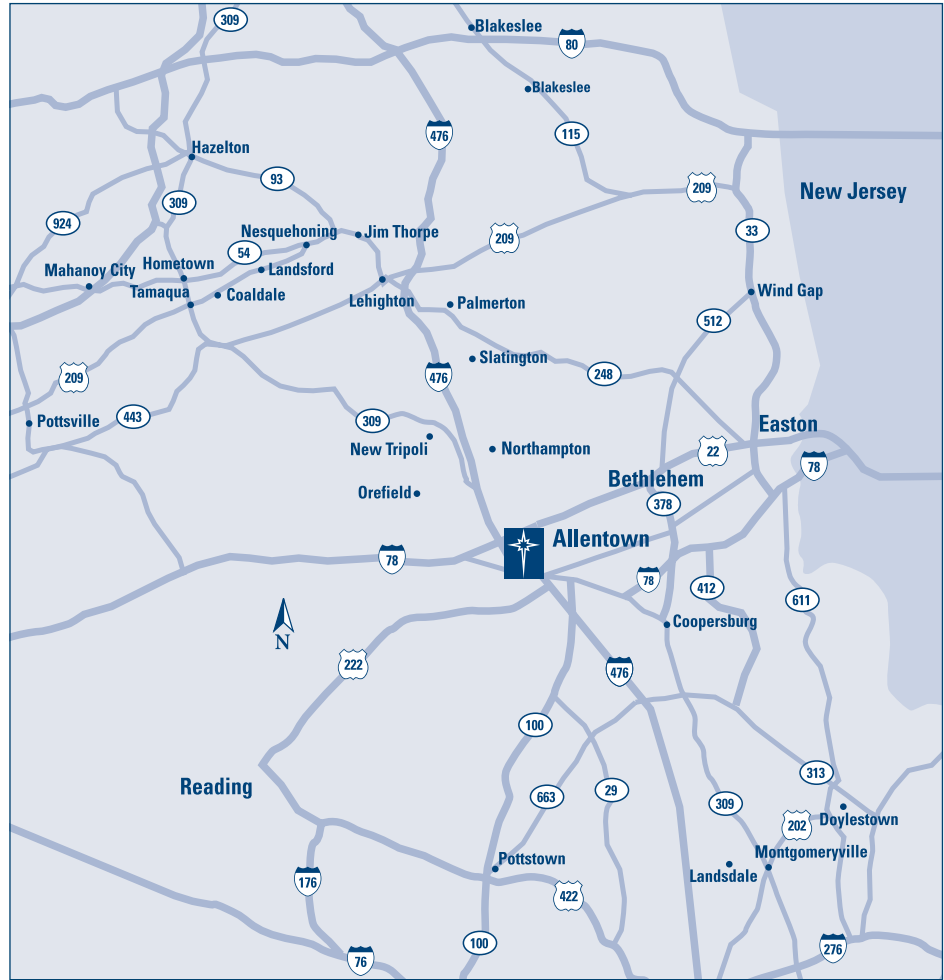 309
Blakeslee
80
Blakeslee
476
115
Hazelton
93
209
New Jersey
309
924
Nesquehoning
Jim Thorpe
33
209
54
Hometown
Landsford
Mahanoy City
Tamaqua
Coaldale
Lehighton
Palmerton
Wind Gap
512
Slatington
248
209
476
443
309
Pottsville
Easton
New Tripoli
Northampton
22
78
Bethlehem
Orefield
378
Allentown
78
78
412
611
N
Coopersburg
222
476
100
313
Reading
663
29
309
202
Doylestown
Pottstown
Montgomeryville
Landsdale
176
422
100
276
76